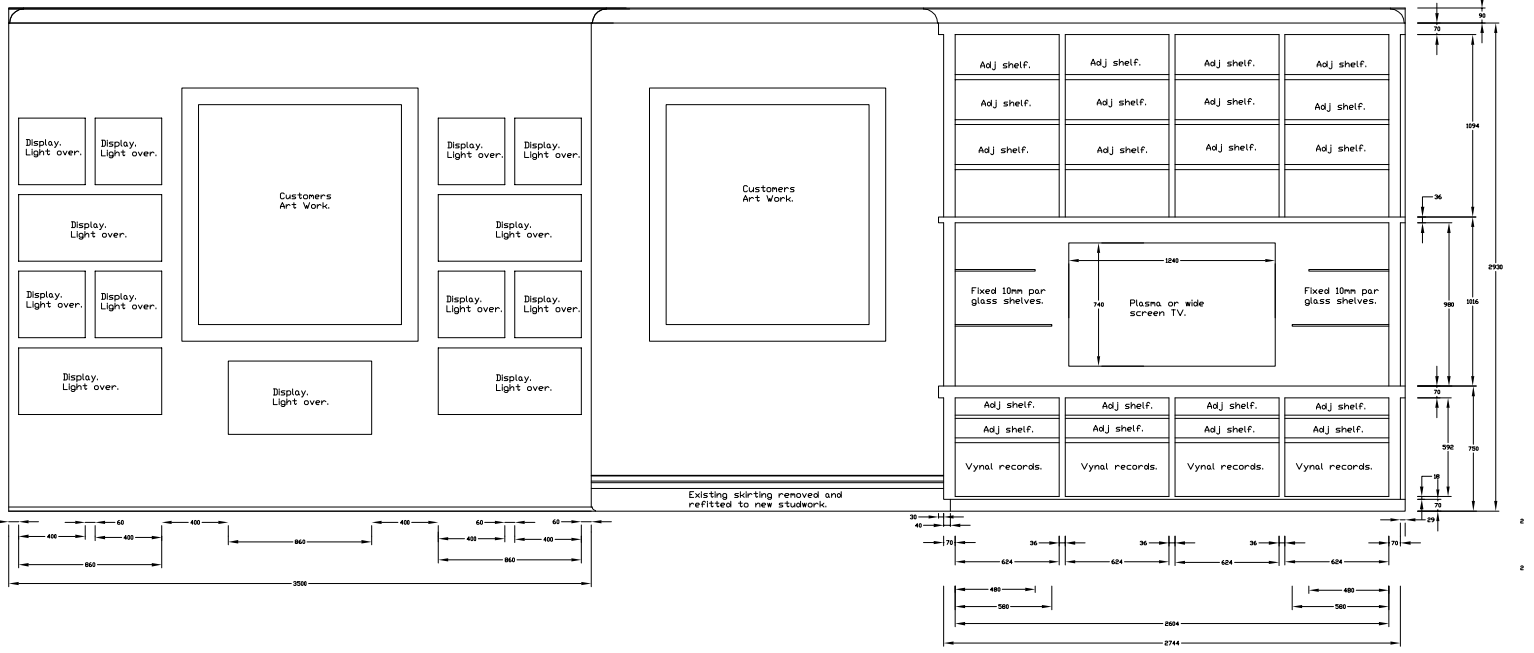 90
70
Adj shelf.
Adj shelf.
Adj shelf.
Adj shelf.
Adj shelf.
Adj shelf.
Adj shelf.
Adj shelf.
1094
Display.
Light over.
Display.
Light over.
Display.
Light over.
Display.
Light over.
Adj shelf.
Adj shelf.
Adj shelf.
Adj shelf.
Customers
Art Work.
Customers
Art Work.
36
Display.
Light over.
Display.
Light over.
2930
1240
Display.
Light over.
Display.
Light over.
Display.
Light over.
Display.
Light over.
Fixed 10mm par
glass shelves.
740
Plasma or wide
screen TV.
Fixed 10mm par
glass shelves.
980
1016
Display.
Light over.
Display.
Light over.
Display.
Light over.
70
Adj shelf.
Adj shelf.
Adj shelf.
Adj shelf.
Adj shelf.
Adj shelf.
Adj shelf.
Adj shelf.
592
750
Vynal records.
Vynal records.
Vynal records.
Vynal records.
18
70
Existing skirting removed and
refitted to new studwork.
60
400
400
60
60
30
40
29
2
400
400
860
400
400
70
36
36
36
70
860
860
624
624
624
624
2
3500
480
480
580
580
2604
2744